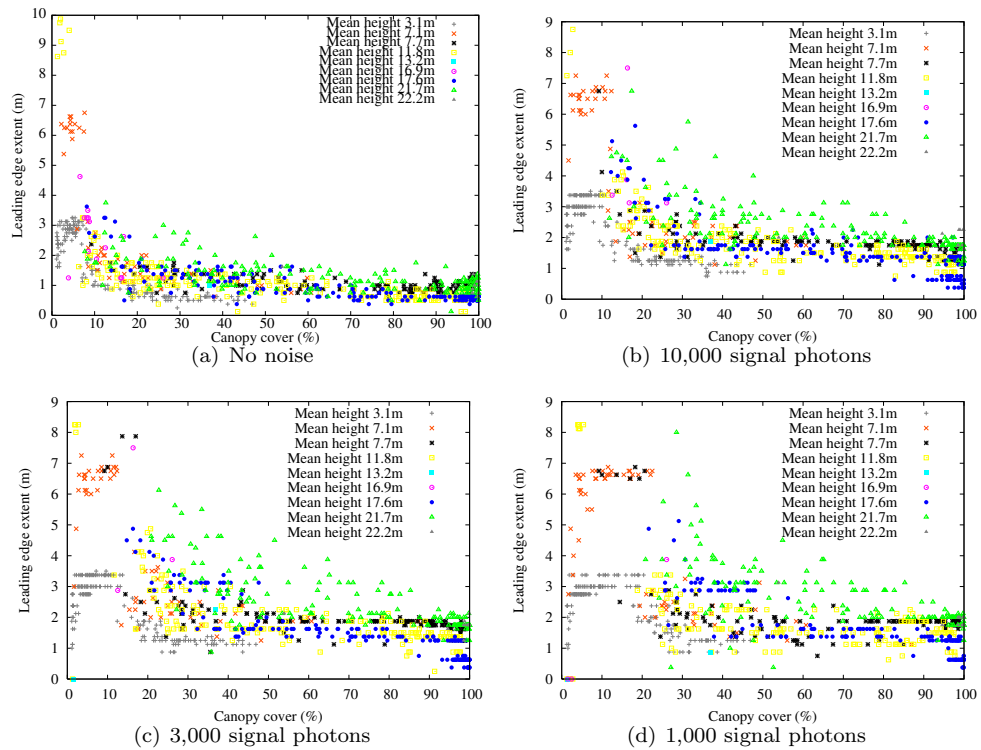 10
9
8
7
6
5
4
3
2
1
0
Leading edge extent (m)
Mean height 3.1m
Mean height 7.1m
Mean height 7.7m
Mean height 11.8m
Mean height 13.2m
Mean height 16.9m
Mean height 17.6m
Mean height 21.7m
Mean height 22.2m
0 10 20 30 40 50 60 70 80 90 100
Canopy cover (%)
(a) No noise
9
8
7
6
5
4
3
2
1
0
Leading edge extent (m)
Mean height 3.1m
Mean height 7.1m
Mean height 7.7m
Mean height 11.8m
Mean height 13.2m
Mean height 16.9m
Mean height 17.6m
Mean height 21.7m
Mean height 22.2m
0 10 20 30 40 50 60 70 80 90 100
Canopy cover (%)
(b) 10,000 signal photons
9
8
7
6
5
4
3
2
1
0
Leading edge extent (m)
Mean height 3.1m
Mean height 7.1m
Mean height 7.7m
Mean height 11.8m
Mean height 13.2m
Mean height 16.9m
Mean height 17.6m
Mean height 21.7m
Mean height 22.2m
0 10 20 30 40 50 60 70 80 90 100
Canopy cover (%)
(c) 3,000 signal photons
9
8
7
6
5
4
3
2
1
0
Leading edge extent (m)
Mean height 3.1m
Mean height 7.1m
Mean height 7.7m
Mean height 11.8m
Mean height 13.2m
Mean height 16.9m
Mean height 17.6m
Mean height 21.7m
Mean height 22.2m
0 10 20 30 40 50 60 70 80 90 100
Canopy cover (%)
(d) 1,000 signal photons